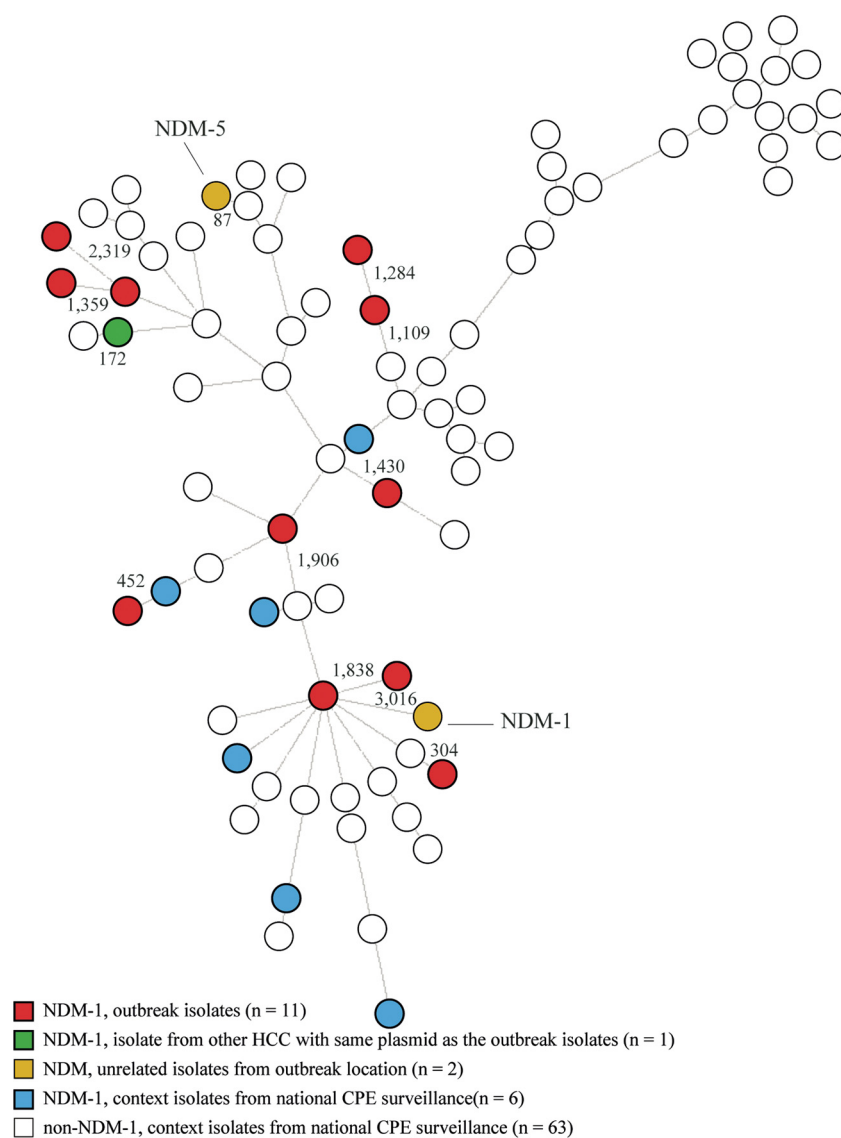 NDM-5
87
2,319
1,284
1,359
1,109
172
1,430
1,906
452
1,838
3,016
NDM-1
304
NDM-1, outbreak isolates (n = 11)
NDM-1, isolate from other HCC with same plasmid as the outbreak isolates (n = 1)
NDM, unrelated isolates from outbreak location (n = 2)
NDM-1, context isolates from national CPE surveillance(n = 6)
non-NDM-1, context isolates from national CPE surveillance (n = 63)